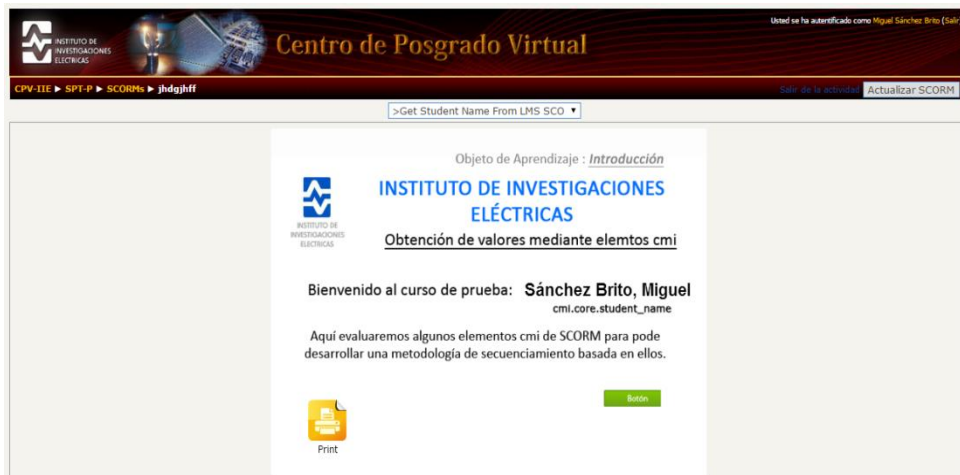 INSTITUTO DE
INVESTIGACIONES
ELECTRICAS
Centro de Posgrado Virtual
Usted se ha autentificado como Miguel Sánchez Brito (Salir
CPV-IIE ► SPT-P ► SCORMs ► jhdgjhff
Salir de la actividad
Actualizar SCORM
>Get Student Name From LMS SCO
Objeto de Aprendizaje : Introducción
INSTITUTO DE
INVESTIGACIONES
ELECTRICAS
INSTITUTO DE INVESTIGACIONES
ELÉCTRICAS
Obtención de valores mediante elemtos cmi
Bienvenido al curso de prueba: Sánchez Brito, Miguel
cmi.core.student_name
Aquí evaluaremos algunos elementos cmi de SCORM para pode
desarrollar una metodología de secuenciamiento basada en ellos.
Botón
Print